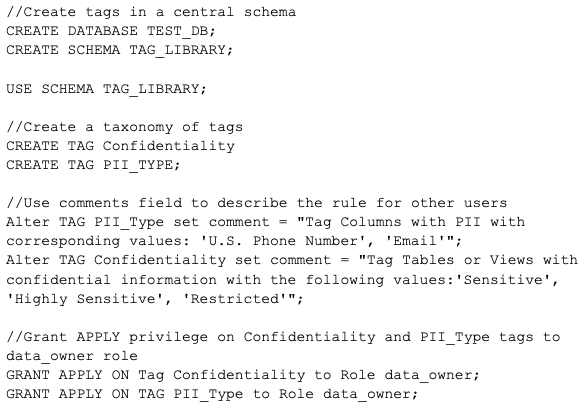 //Create tags in a central schema
CREATE DATABASE TEST_DB;
CREATE SCHEMA TAG_LIBRARY;

USE SCHEMA TAG_LIBRARY;

//Create a taxonomy of tags
CREATE TAG Confidentiality
CREATE TAG PII_TYPE;

//Use comments field to describe the rule for other users
Alter TAG PII_Type set comment = "Tag Columns with PII with
corresponding values: 'U.S. Phone Number', 'Email'";
Alter TAG Confidentiality set comment = "Tag Tables or Views with
confidential information with the following values:'Sensitive',
'Highly Sensitive', 'Restricted'";

//Grant APPLY privilege on Confidentiality and PII_Type tags to
data_owner role
GRANT APPLY ON Tag Confidentiality to Role data_owner;
GRANT APPLY ON TAG PII_Type to Role data_owner;